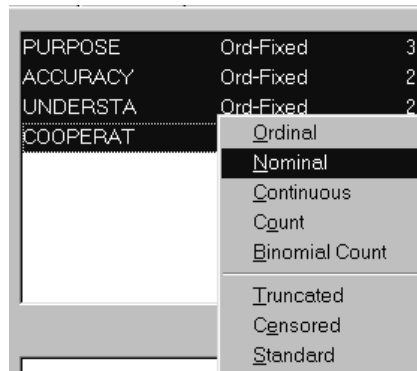 PURPOSE Ord-Fixed 3
ACCURACY Ord-Fixed 2
UNDERSTA Ord-Fixed 2
COOPERAT
Ordinal
Nominal
Continuous
Count
Binomial Count
Truncated
Censored
Standard